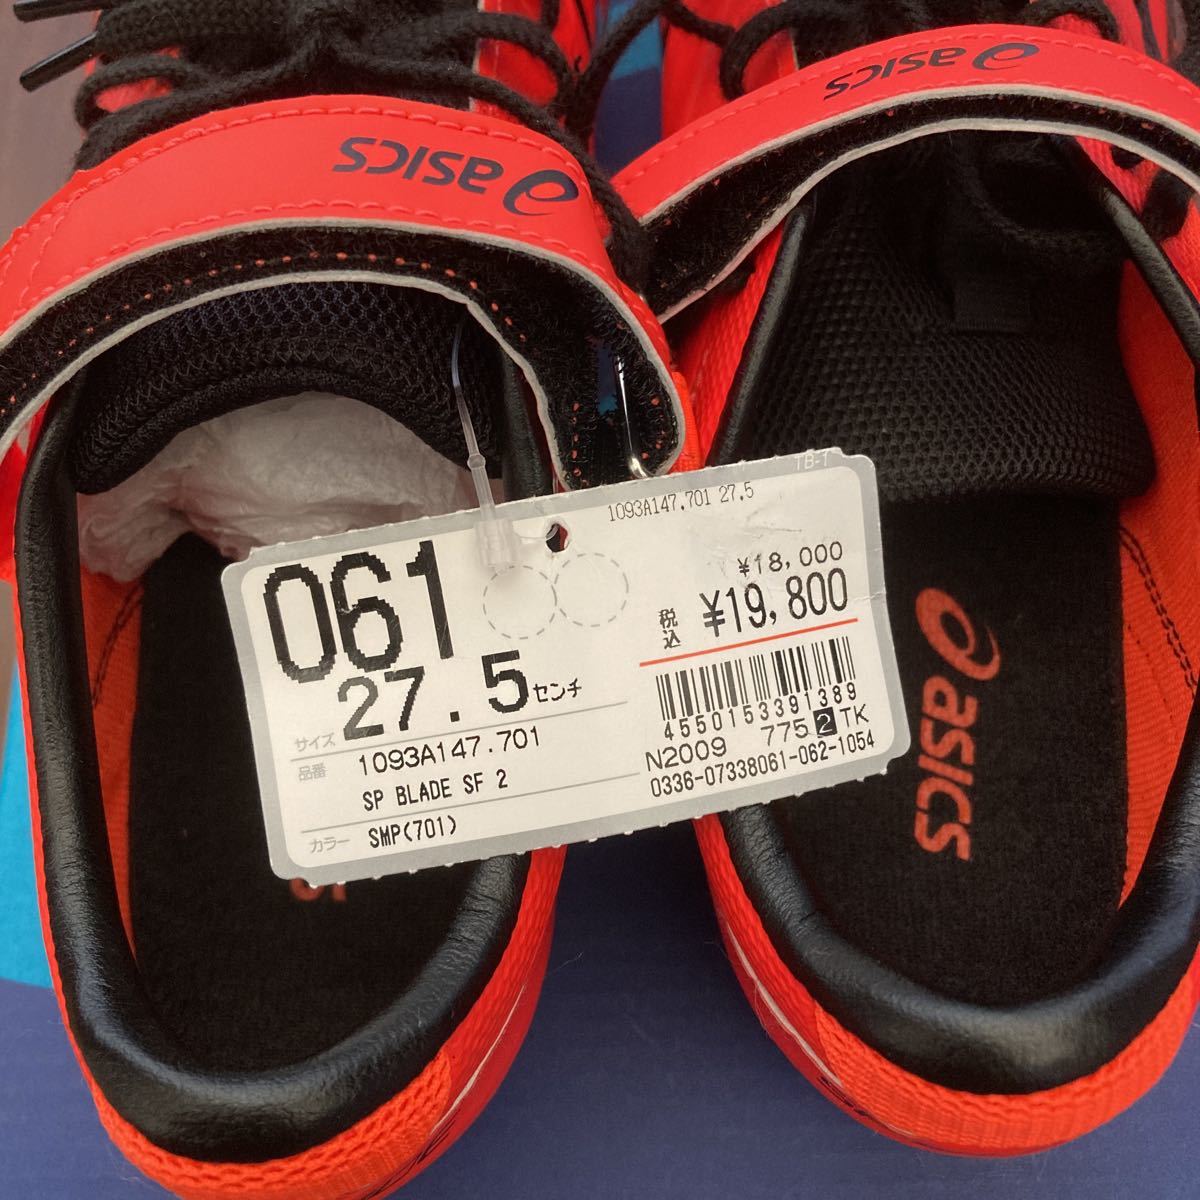 asics
asics
TB-T
1093A147.701 27.5
061
¥18,000
税込 ¥19,800
サイズ 27.5センチ
4550153391389
品番 1093A147.701
N2009 775 2 TK
SP BLADE SF 2
0336-07338061-062-1054
カラー SMP(701)
asics